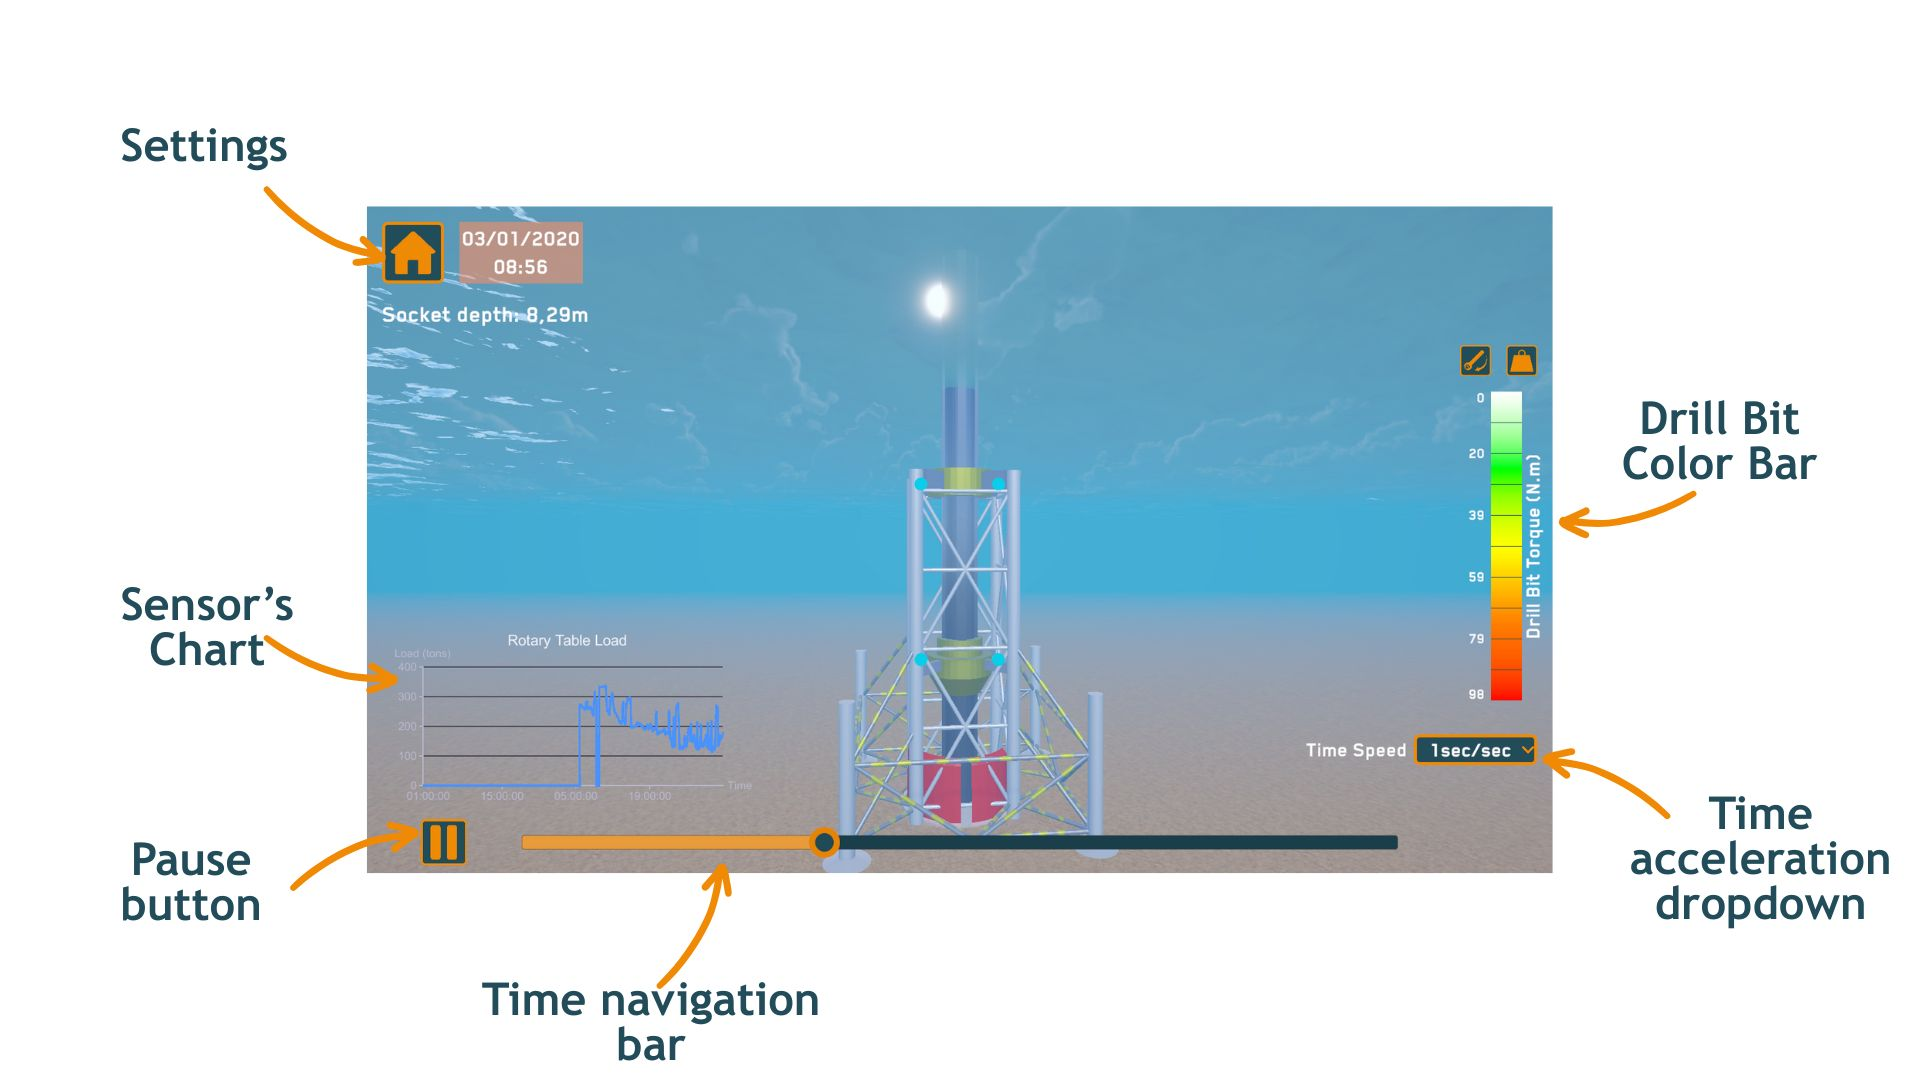 Settings
03/01/2020
08:56
Socket depth: 8,29m
0
20
39
59
79
98
Drill Bit Torque (N.m)
Drill Bit
Color Bar
Sensor's
Chart
Rotary Table Load
Load (tons)
400
300
200
100
0
01:00:00
15:00:00
05:00:00
19:00:00
Time
Time Speed
1sec/sec
Pause
button
Time
acceleration
dropdown
Time navigation
bar